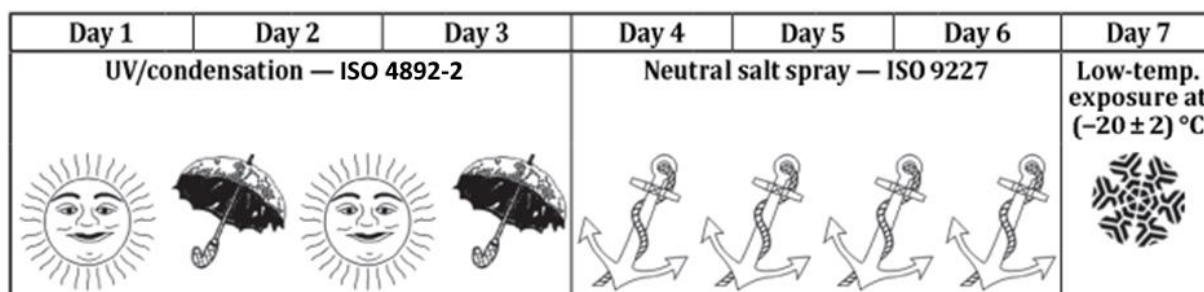 Day 1 Day 2 Day 3 Day 4 Day 5 Day 6 Day 7
UV/condensation — ISO 4892-2
Neutral salt spray — ISO 9227
Low-temp.
exposure at
(−20 ± 2) °C